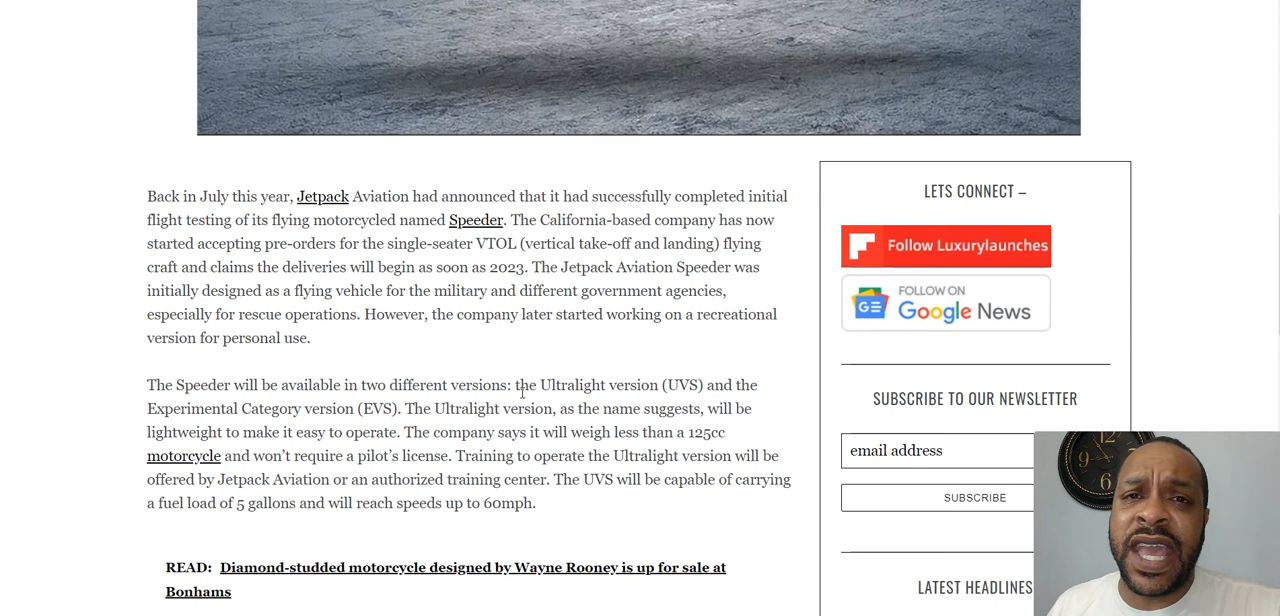 Back in July this year, Jetpack Aviation had announced that it had successfully completed initial
flight testing of its flying motorcycled named Speeder. The California-based company has now
started accepting pre-orders for the single-seater VTOL (vertical take-off and landing) flying
craft and claims the deliveries will begin as soon as 2023. The Jetpack Aviation Speeder was
initially designed as a flying vehicle for the military and different government agencies,
especially for rescue operations. However, the company later started working on a recreational
version for personal use.
The Speeder will be available in two different versions: the Ultralight version (UVS) and the
Experimental Category version (EVS). The Ultralight version, as the name suggests, will be
lightweight to make it easy to operate. The company says it will weigh less than a 125cc
motorcycle and won’t require a pilot’s license. Training to operate the Ultralight version will be
offered by Jetpack Aviation or an authorized training center. The UVS will be capable of carrying
a fuel load of 5 gallons and will reach speeds up to 60mph.
READ: Diamond-studded motorcycle designed by Wayne Rooney is up for sale at
Bonhams
LETS CONNECT –
Follow Luxurylaunches
FOLLOW ON
GE Google News
SUBSCRIBE TO OUR NEWSLETTER
email address
SUBSCRIBE
LATEST HEADLINES